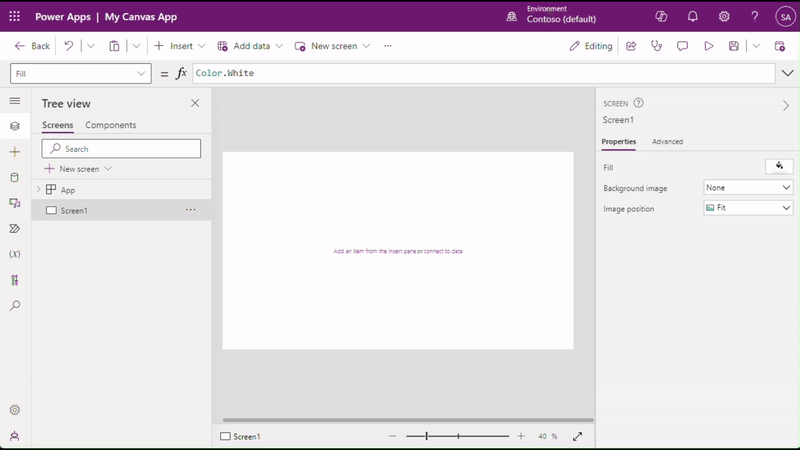 Power Apps | My Canvas App
Environment
Contoso (default)
SA
Back
Insert
Add data
New screen
Editing
Fill
= fx Color.White
Tree view
Screens Components
Search
New screen
App
Screen1
Add an item from the Insert pane or connect to data
SCREEN
Screen1
Properties Advanced
Fill
Background image None
Image position Fit
Screen1
40 %